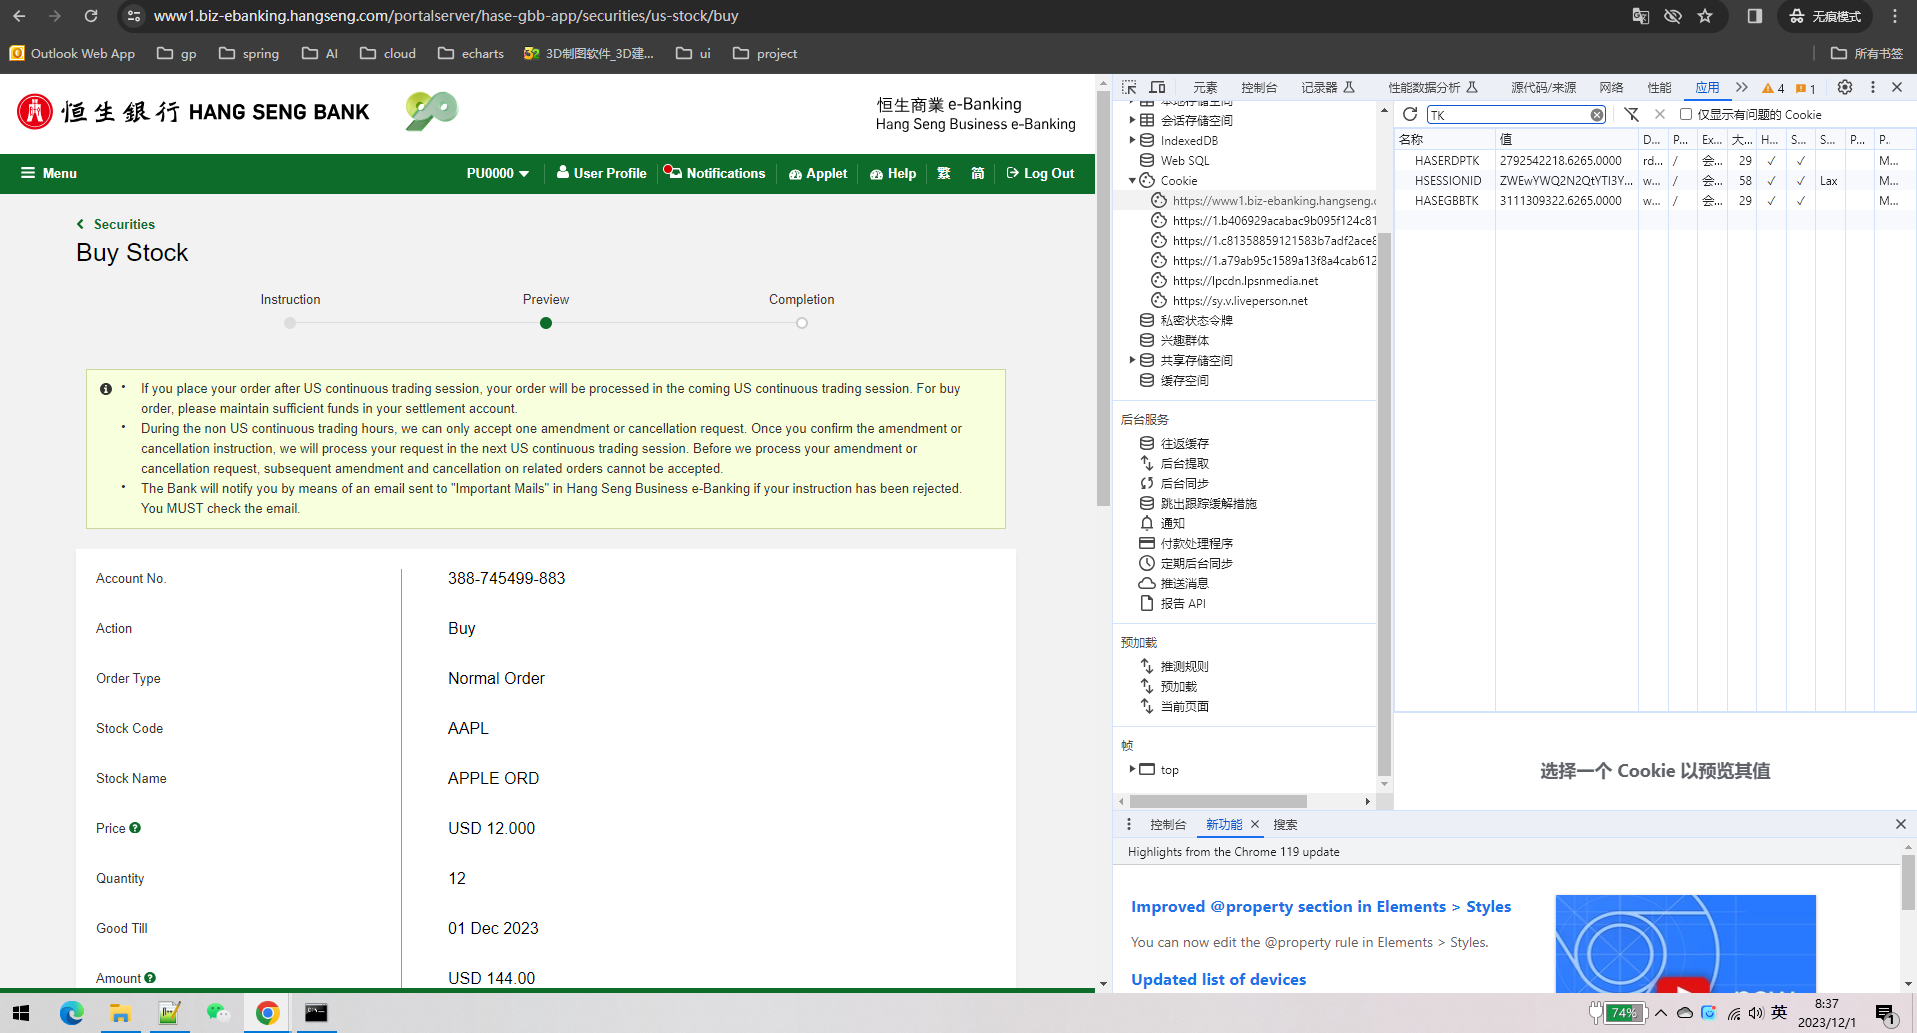 www1.biz-ebanking.hangseng.com/portalserver/hase-gbb-app/securities/us-stock/buy
无痕模式
Outlook Web App
gp
spring
AI
cloud
echarts
3D制图软件_3D建...
ui
project
所有书签
恒生銀行 HANG SENG BANK
90
恒生商業 e-Banking
Hang Seng Business e-Banking
Menu
PU0000
User Profile
Notifications
Applet
Help
繁
简
Log Out
Securities
Buy Stock
Instruction
Preview
Completion
• If you place your order after US continuous trading session, your order will be processed in the coming US continuous trading session. For buy
order, please maintain sufficient funds in your settlement account.
• During the non US continuous trading hours, we can only accept one amendment or cancellation request. Once you confirm the amendment or
cancellation instruction, we will process your request in the next US continuous trading session. Before we process your amendment or
cancellation request, subsequent amendment and cancellation on related orders cannot be accepted.
• The Bank will notify you by means of an email sent to "Important Mails" in Hang Seng Business e-Banking if your instruction has been rejected.
You MUST check the email.
Account No. 388-745499-883
Action Buy
Order Type Normal Order
Stock Code AAPL
Stock Name APPLE ORD
Price USD 12.000
Quantity 12
Good Till 01 Dec 2023
Amount USD 144.00
元素
控制台
记录器
性能数据分析
源代码/来源
网络
性能
应用
4
1
本地存储空间
会话存储空间
IndexedDB
Web SQL
Cookie
https://www1.biz-ebanking.hangseng.c
https://1.b406929acabac9b095f124c81
https://1.c81358859121583b7adf2ace8
https://1.a79ab95c1589a13f8a4cab612
https://lpcdn.lpsnmedia.net
https://sy.v.liveperson.net
私密状态令牌
兴趣群体
共享存储空间
缓存空间
后台服务
往返缓存
后台提取
后台同步
跳出跟踪缓解措施
通知
付款处理程序
定期后台同步
推送消息
报告 API
预加载
推测规则
预加载
当前页面
帧
top
TK
仅显示有问题的 Cookie
名称 值 D... P... Ex... 大... H... S... S... P... P.
HASERDPTK 2792542218.6265.0000 rd... / 会... 29 ✓ ✓ M...
HSESSIONID ZWEwYWQ2N2QtYTI3Y... w... / 会... 58 ✓ ✓ Lax M...
HASEGBBTK 3111309322.6265.0000 w... / 会... 29 ✓ ✓ M...
选择一个 Cookie 以预览其值
控制台
新功能
搜索
Highlights from the Chrome 119 update
Improved @property section in Elements > Styles
You can now edit the @property rule in Elements > Styles.
Updated list of devices
74%
英
8:37
2023/12/1
1